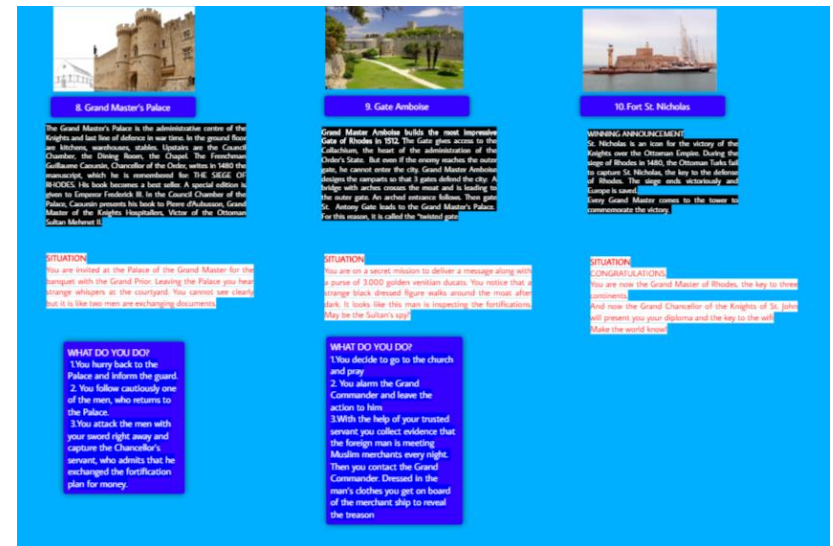 8. Grand Master's Palace
The Grand Master's Palace is the administrative centre of the
Knights and last line of defence in war time. In the ground floor
are kitchens, warehouses, stables. Upstairs are the Council
Chamber, the Dining Room, the Chapel. The Frenchman
Guillaume Caoursin, Chancellor of the Order, writes in 1480 the
manuscript, which he is remembered for: THE SIEGE OF
RHODES. His book becomes a best seller. A special edition is
given to Emperor Frederick III. In the Council Chamber of the
Palace, Caoursin presents his book to Pierre d'Aubusson, Grand
Master of the Knights Hospitallers, Victor of the Ottoman
Sultan Mehmet II.
SITUATION
You are invited at the Palace of the Grand Master for the
banquet with the Grand Prior. Leaving the Palace you hear
strange whispers at the courtyard. You cannot see clearly
but it is like two men are exchanging documents.
WHAT DO YOU DO?
1.You hurry back to the
Palace and inform the guard.
2. You follow cautiously one
of the men, who returns to
the Palace.
3.You attack the men with
your sword right away and
capture the Chancellor's
servant, who admits that he
exchanged the fortification
plan for money.
9. Gate Amboise
Grand Master Amboise builds the most impressive
Gate of Rhodes in 1512. The Gate gives access to the
Collachium, the heart of the administration of the
Order's State. But even if the enemy reaches the outer
gate, he cannot enter the city. Grand Master Amboise
designs the ramparts so that 3 gates defend the city: A
bridge with arches crosses the moat and is leading to
the outer gate. An arched entrance follows. Then gate
St. Antony Gate leads to the Grand Master's Palace.
For this reason, it is called the "twisted gate
SITUATION
You are on a secret mission to deliver a message along with
a purse of 3.000 golden venitian ducats. You notice that a
strange black dressed figure walks around the moat after
dark. It looks like this man is inspecting the fortifications.
May be the Sultan's spy?
WHAT DO YOU DO?
1.You decide to go to the church
and pray
2. You alarm the Grand
Commander and leave the
action to him
3.With the help of your trusted
servant you collect evidence that
the foreign man is meeting
Muslim merchants every night.
Then you contact the Grand
Commander. Dressed in the
man's clothes you get on board
of the merchant ship to reveal
the treason
10. Fort St. Nicholas
WINNING ANNOUNCEMENT
St. Nicholas is an icon for the victory of the
Knights over the Ottoman Empire. During the
siege of Rhodes in 1480, the Ottoman Turks fail
to capture St. Nicholas, the key to the defense
of Rhodes. The siege ends victoriously and
Europe is saved.
Every Grand Master comes to the tower to
commemorate the victory.
SITUATION
CONGRATULATIONS.
You are now the Grand Master of Rhodes, the key to three
continents.
And now the Grand Chancellor of the Knights of St. John
will present you your diploma and the key to the wifi
Make the world know!